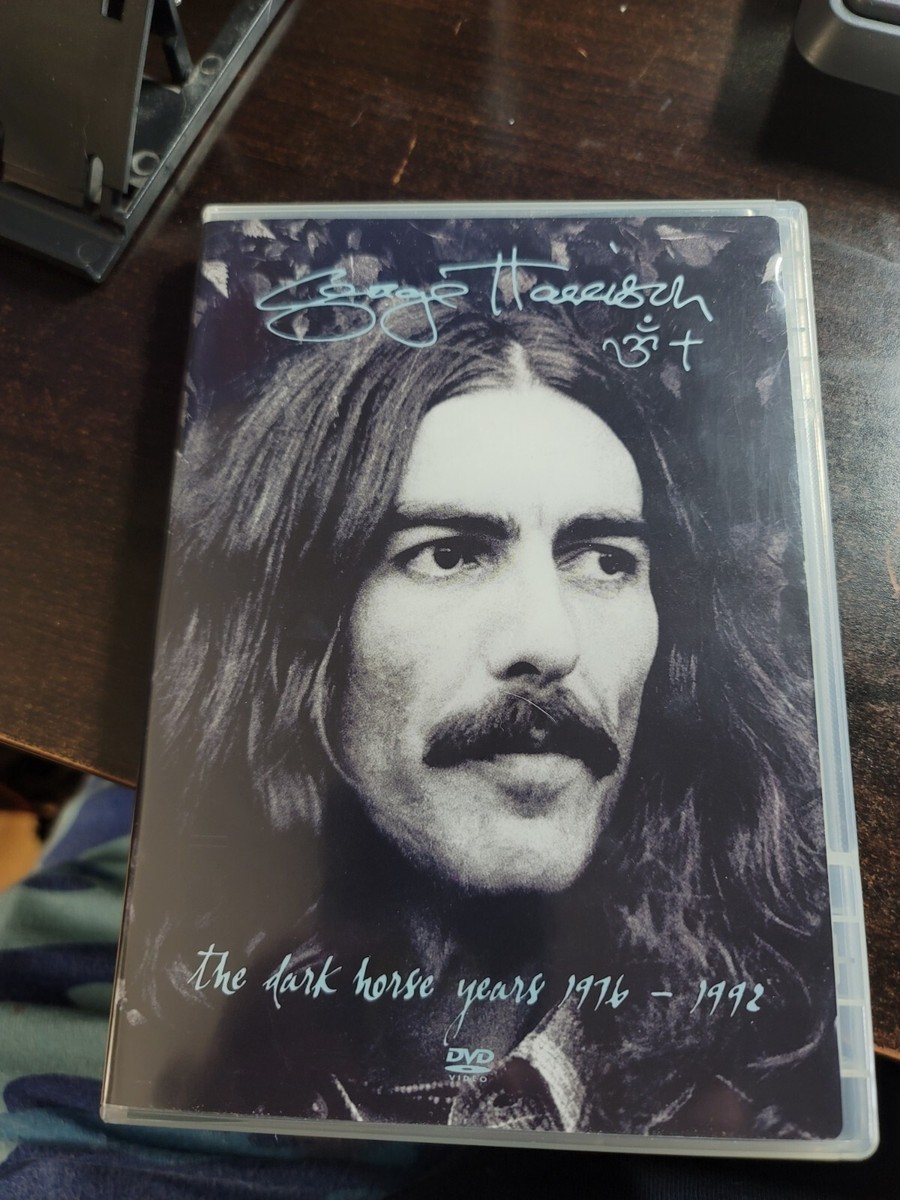 George Harrison
ॐ †
the dark horse years 1976 - 1992
DVD
VIDEO